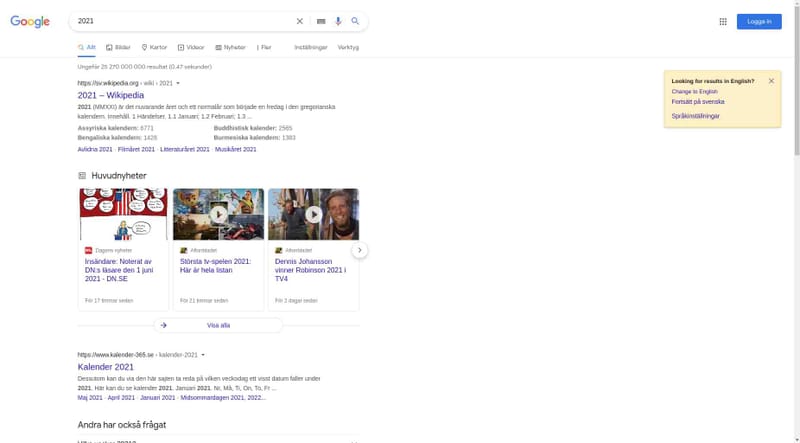 Google
2021
Logga in
Allt
Bilder
Kartor
Videor
Nyheter
Fler
Inställningar
Verktyg
Ungefär 25 270 000 000 resultat (0,47 sekunder)
Looking for results in English?
Change to English
Fortsätt på svenska
Språkinställningar
https://sv.wikipedia.org › wiki › 2021
2021 – Wikipedia
2021 (MMXXI) är det nuvarande året och ett normalår som började en fredag i den gregorianska
kalendern. Innehåll. 1 Händelser. 1.1 Januari; 1.2 Februari; 1.3 ...
Assyriska kalendern: 6771
Buddhistisk kalender: 2565
Bengaliska kalendern: 1428
Burmesiska kalendern: 1383
Avlidna 2021 · Filmåret 2021 · Litteraturåret 2021 · Musikåret 2021
Huvudnyheter
Dagens nyheter
Insändare: Noterat av
DN:s läsare den 1 juni
2021 - DN.SE
För 17 timmar sedan
Aftonbladet
Största tv-spelen 2021:
Här är hela listan
För 21 timmar sedan
Aftonbladet
Dennis Johansson
vinner Robinson 2021 i
TV4
För 2 dagar sedan
Visa alla
https://www.kalender-365.se › kalender-2021
Kalender 2021
Dessutom kan du via den här sajten ta reda på vilken veckodag ett visst datum faller under
2021. Här kan du se kalender 2021. Januari 2021. Nr, Må, Ti, On, To, Fr ...
Maj 2021 · April 2021 · Januari 2021 · Midsommardagen 2021, 2022...
Andra har också frågat